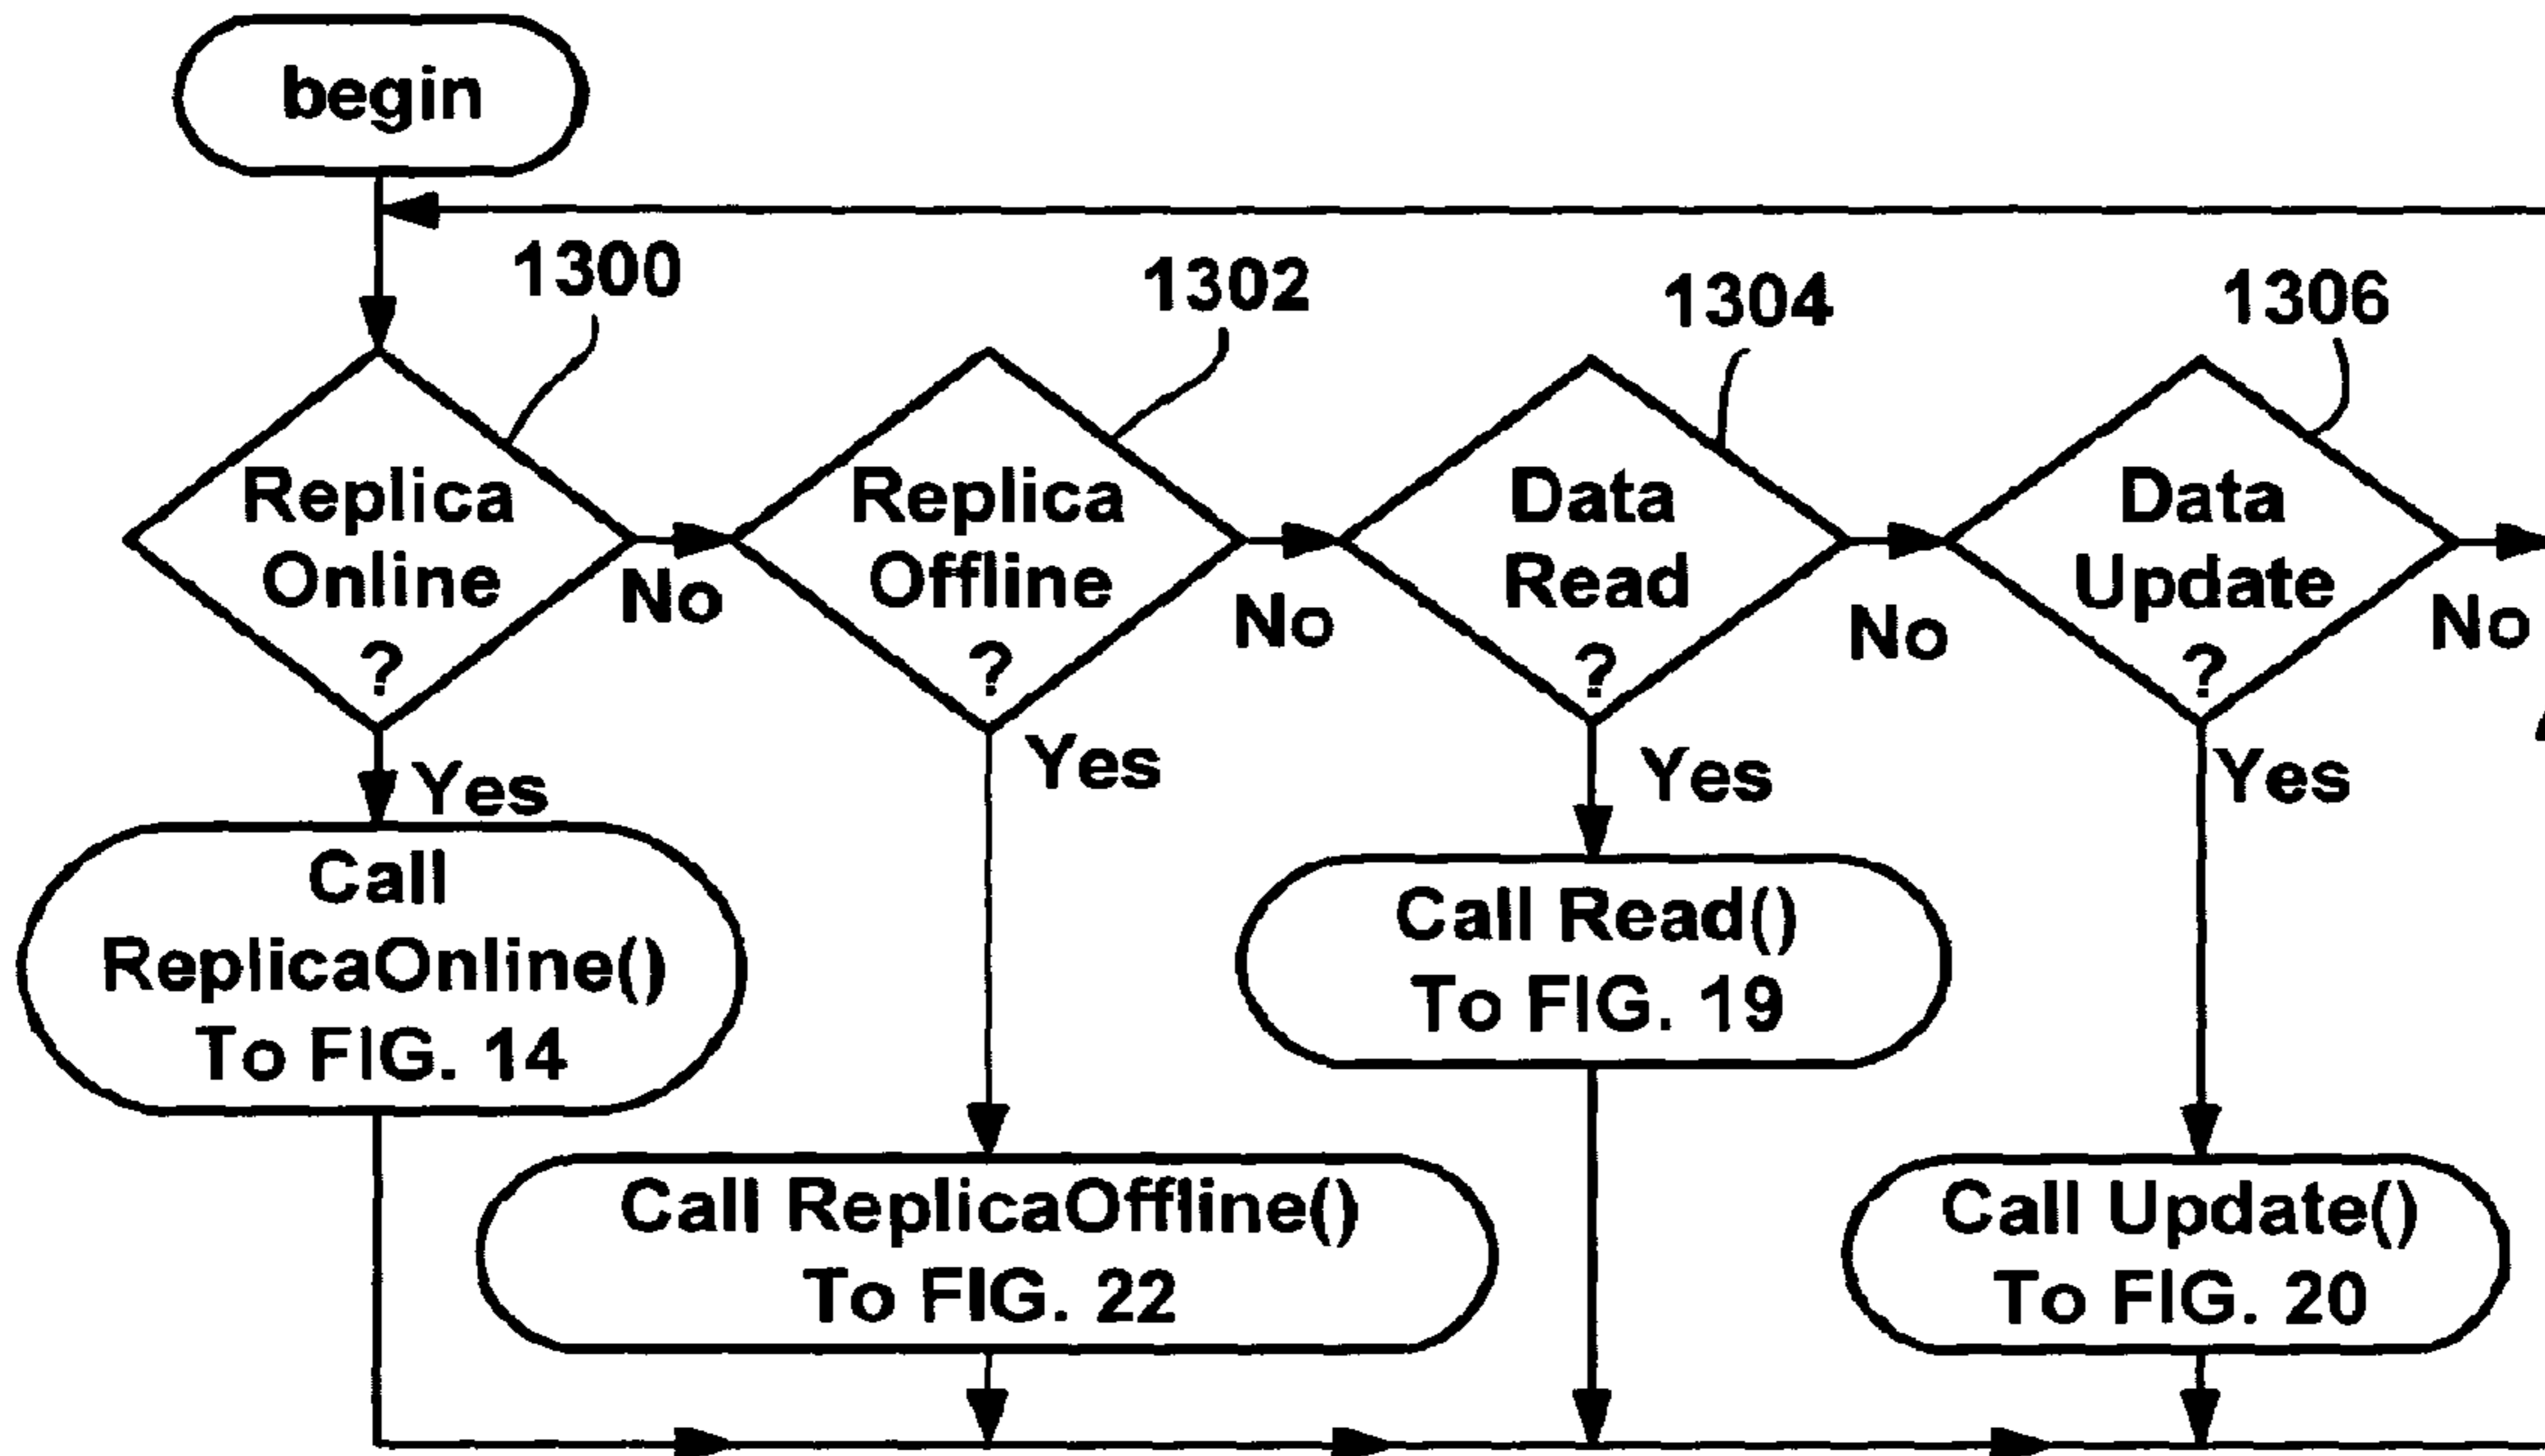 begin
1300
1302
1304
1306
Replica
Online
?
No
Replica
Offline
?
No
Data
Read
?
No
Data
Update
?
No
Yes
Yes
Yes
Yes
Call
ReplicaOnline()
To FIG. 14
Call Read()
To FIG. 19
Call ReplicaOffline()
To FIG. 22
Call Update()
To FIG. 20